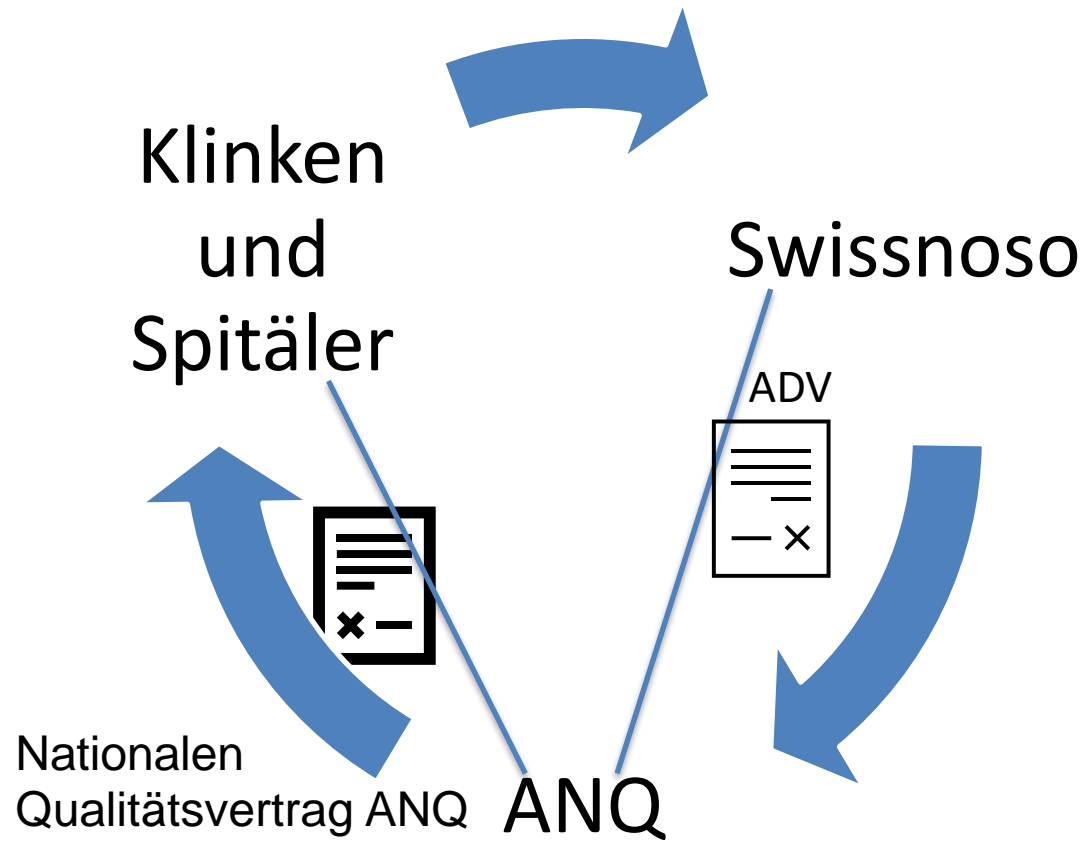 Klinken
und
Spitäler
Swissnoso
ADV
Nationalen
Qualitätsvertrag ANQ
ANQ